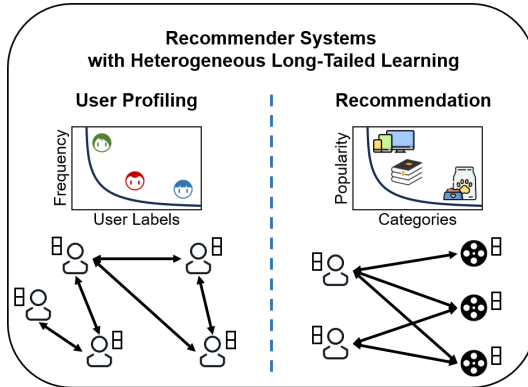 Recommender Systems
with Heterogeneous Long-Tailed Learning
User Profiling
Recommendation
Frequency
User Labels
Popularity
Categories